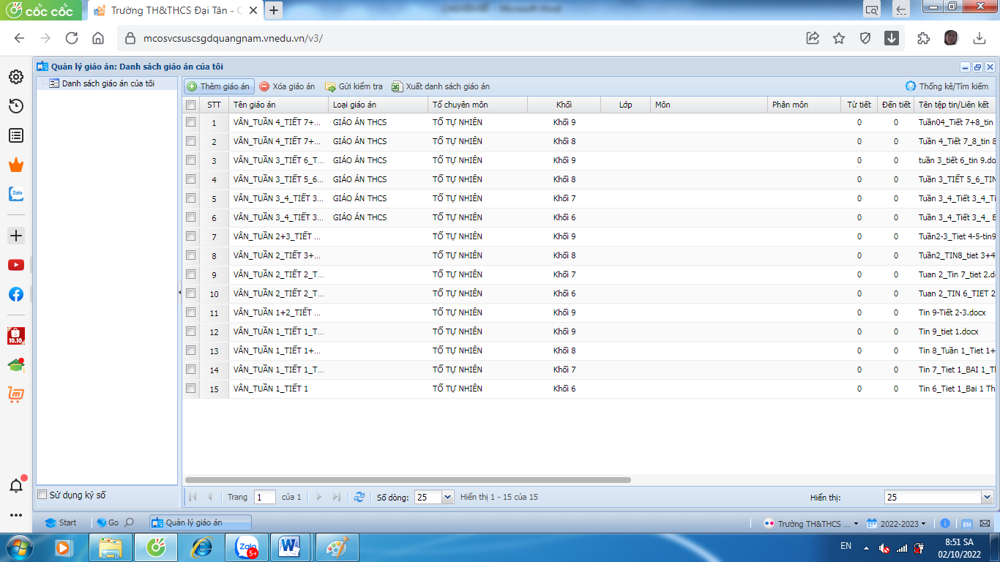 cốc cốc
Trường TH&THCS Đại Tân - C
mcosvcsuscsgdquangnam.vnedu.vn/v3/
Quản lý giáo án: Danh sách giáo án của tôi
Danh sách giáo án của tôi
Thêm giáo án Xóa giáo án Gửi kiểm tra Xuất danh sách giáo án Thống kê/Tìm kiếm
STT Tên giáo án Loại giáo án Tổ chuyên môn Khối Lớp Môn Phân môn Từ tiết Đến tiết Tên tệp tin/Liên kết
1 VÂN_TUẦN 4_TIẾT 7+... GIÁO ÁN THCS TỔ TỰ NHIÊN Khối 9 0 0 Tuần04_Tiết 7+8_tin
2 VÂN_TUẦN 4_TIẾT 7+... GIÁO ÁN THCS TỔ TỰ NHIÊN Khối 8 0 0 Tuần 4_Tiết 7_8_tin 8
3 VÂN_TUẦN 3_TIẾT 6_T... GIÁO ÁN THCS TỔ TỰ NHIÊN Khối 9 0 0 tuần 3_tiết 6_tin 9.do
4 VÂN_TUẦN 3_TIẾT 5_6... GIÁO ÁN THCS TỔ TỰ NHIÊN Khối 8 0 0 Tuần 3_TIẾT 5_6_TIN
5 VÂN_TUẦN 3_4_TIẾT 3... GIÁO ÁN THCS TỔ TỰ NHIÊN Khối 7 0 0 Tuần 3_4_Tiết 3_4_Ti
6 VÂN_TUẦN 3_4_TIẾT 3... GIÁO ÁN THCS TỔ TỰ NHIÊN Khối 6 0 0 Tuần 3_4_Tiết 3_4_ B
7 VÂN_TUẦN 2+3_TIẾT ... TỔ TỰ NHIÊN Khối 9 0 0 Tuần2-3_Tiet 4-5-tin9
8 VÂN_TUẦN 2_TIẾT 3+... TỔ TỰ NHIÊN Khối 8 0 0 Tuần2_TIN8_tiet 3+4
9 VÂN_TUẦN 2_TIẾT 2_T... TỔ TỰ NHIÊN Khối 7 0 0 Tuan 2_Tin 7_tiet 2.d
10 VÂN_TUẦN 2_TIẾT 2_T... TỔ TỰ NHIÊN Khối 6 0 0 Tuan 2_TIN 6_TIET 2
11 VÂN_TUẦN 1+2_TIẾT ... TỔ TỰ NHIÊN Khối 9 0 0 Tin 9-Tiết 2-3.docx
12 VÂN_TUẦN 1_TIẾT 1_T... TỔ TỰ NHIÊN Khối 9 0 0 Tin 9_tiet 1.docx
13 VÂN_TUẦN 1_TIẾT 1+... TỔ TỰ NHIÊN Khối 8 0 0 Tin 8_Tuần 1_Tiet 1+
14 VÂN_TUẦN 1_TIẾT 1_T... TỔ TỰ NHIÊN Khối 7 0 0 Tin 7_Tiet 1_BAI 1_Th
15 VÂN_TUẦN 1_TIẾT 1 TỔ TỰ NHIÊN Khối 6 0 0 Tin 6_Tiet 1_Bai 1 Th
Zalo
10.10
Sử dụng ký số
Trang 1 của 1 Số dòng: 25 Hiển thị 1 - 15 của 15 Hiển thị: 25
Start Go Quản lý giáo án Trường TH&THCS ... 2022-2023 EN
Zalo 5+ EN 8:51 SA
02/10/2022